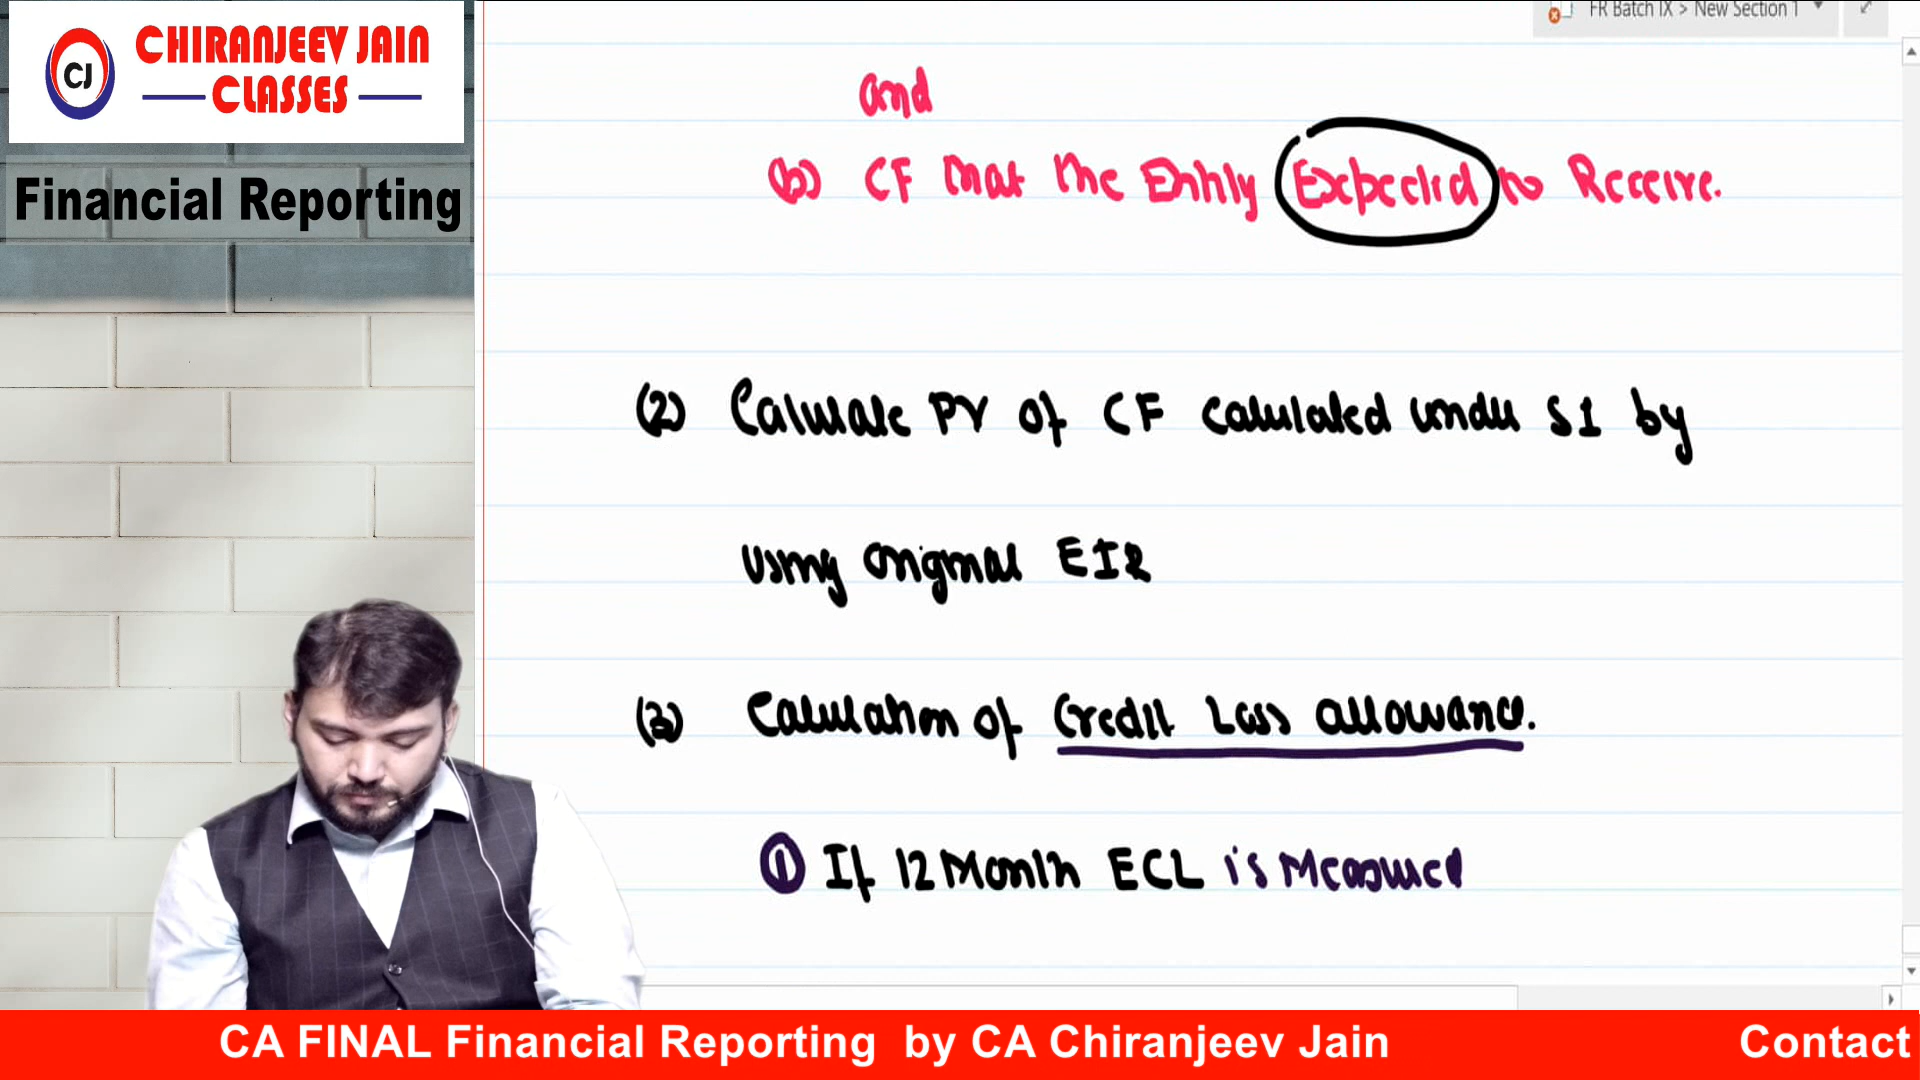 CHIRANJEEV JAIN
CJ
CLASSES
Financial Reporting
FR Batch IX > New Section 1
and
(b) CF that the Entity Expected to Receive.
(2) Calculate PV of CF calculated under S1 by
using original EIR
(3) Calculation of Credit Loss allowance.
① If 12 Month ECL is Measured
CA FINAL Financial Reporting by CA Chiranjeev Jain
Contact